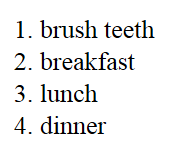 1. brush teeth
2. breakfast
3. lunch
4. dinner